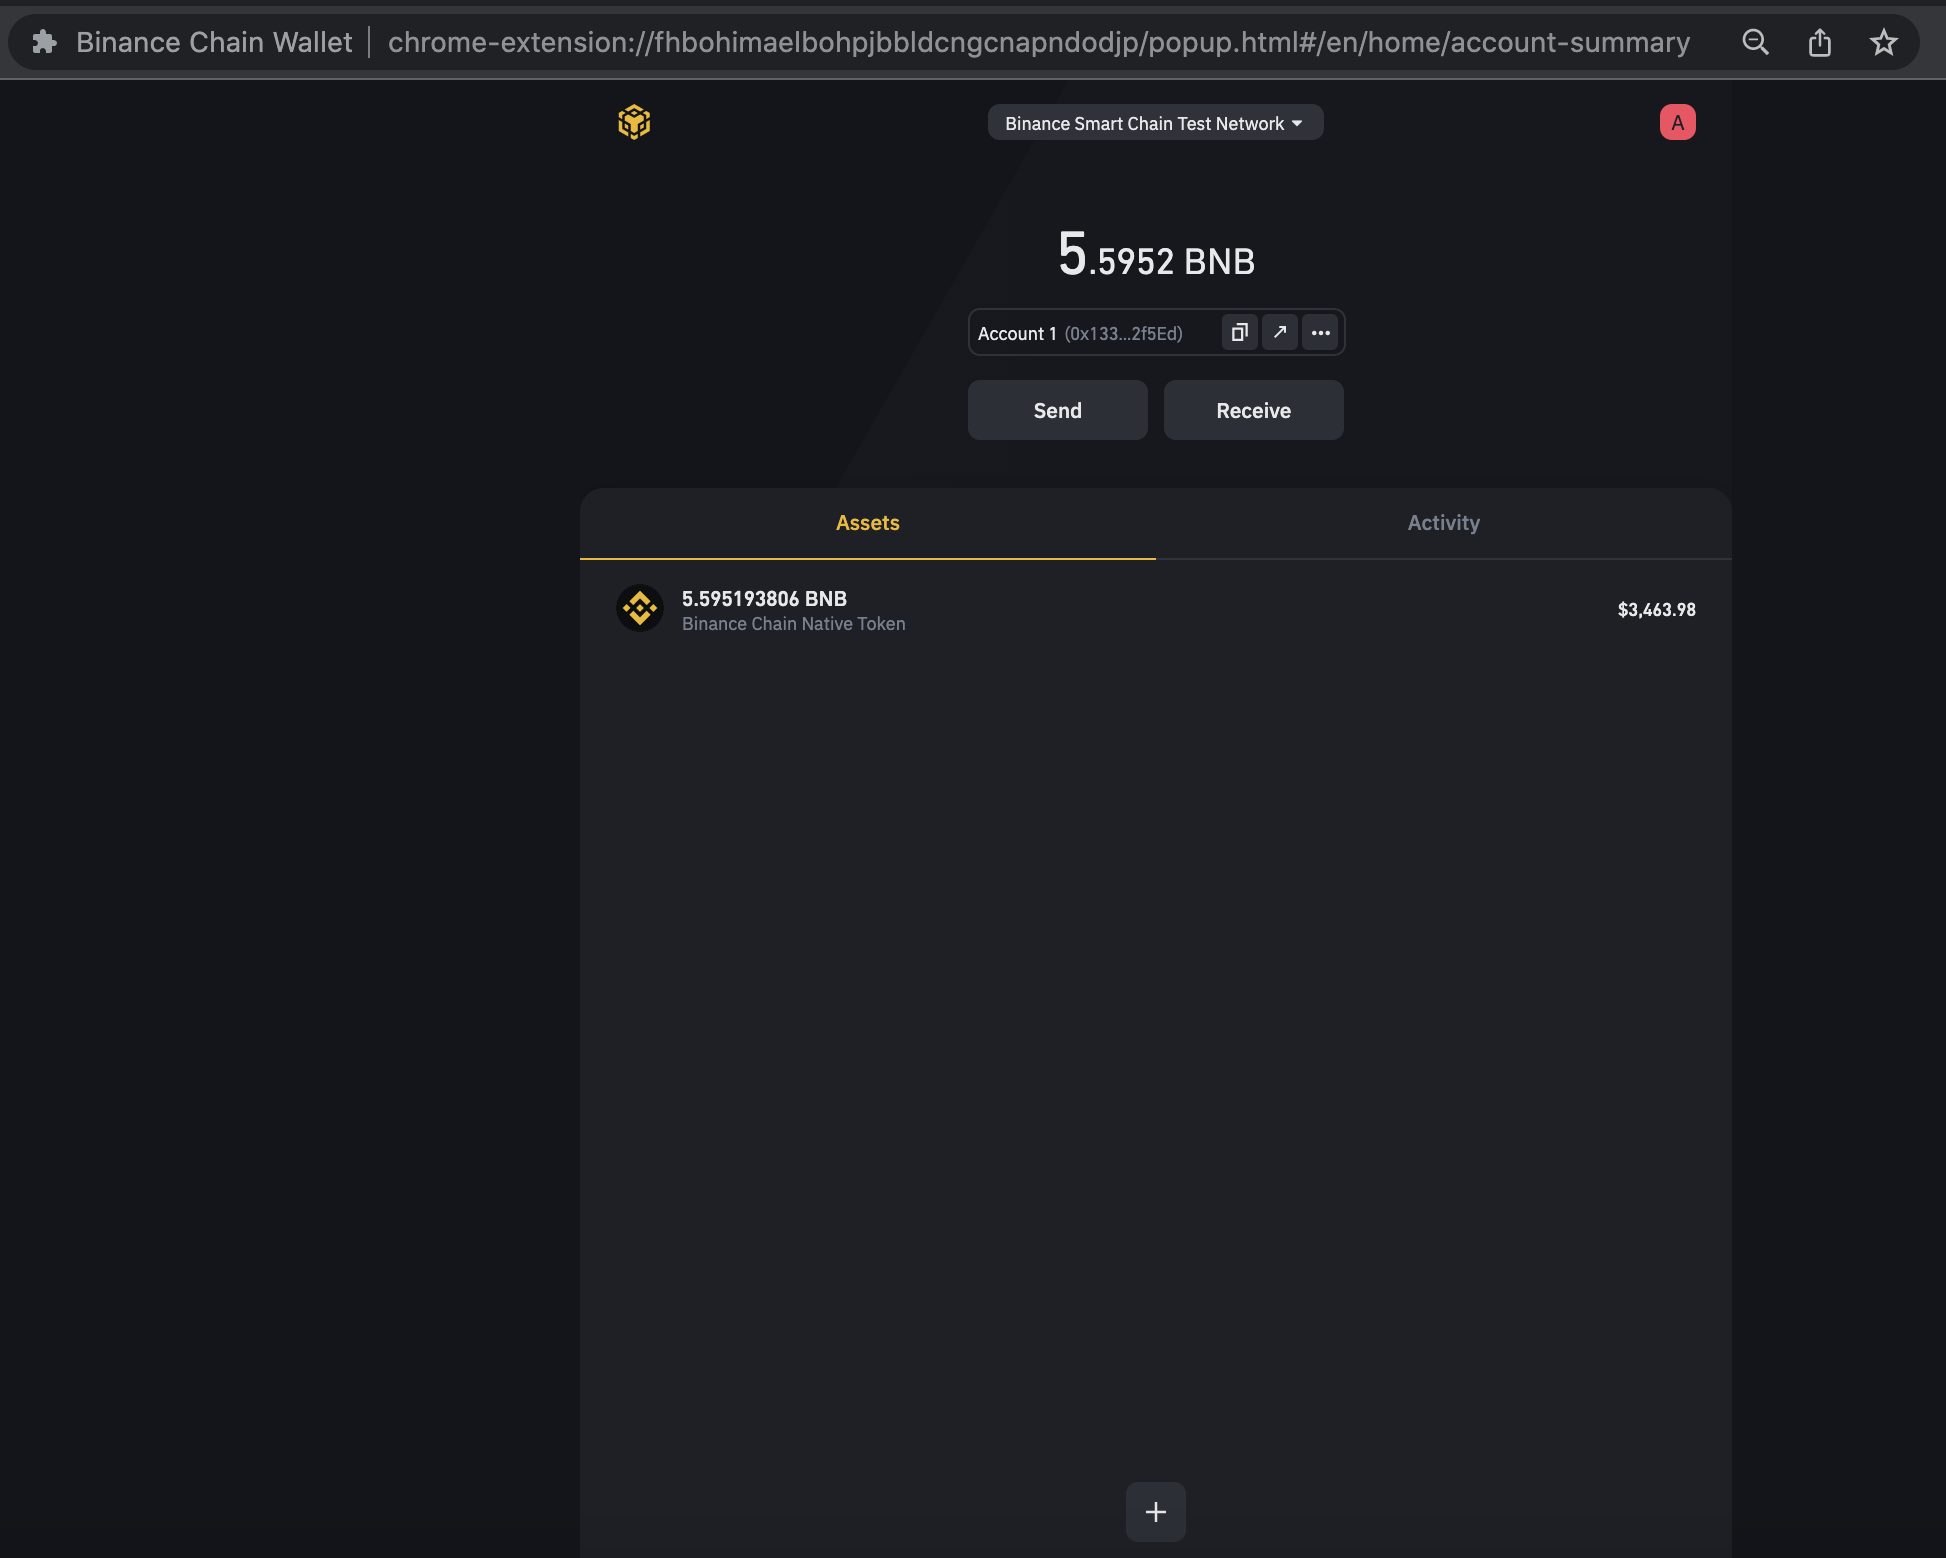 Binance Chain Wallet | chrome-extension://fhbohimaelbohpjbbldcngcnapndodjp/popup.html#/en/home/account-summary
Binance Smart Chain Test Network
A
5.5952 BNB
Account 1 (0x133...2f5Ed)
Send
Receive
Assets
Activity
5.595193806 BNB
Binance Chain Native Token
$3,463.98